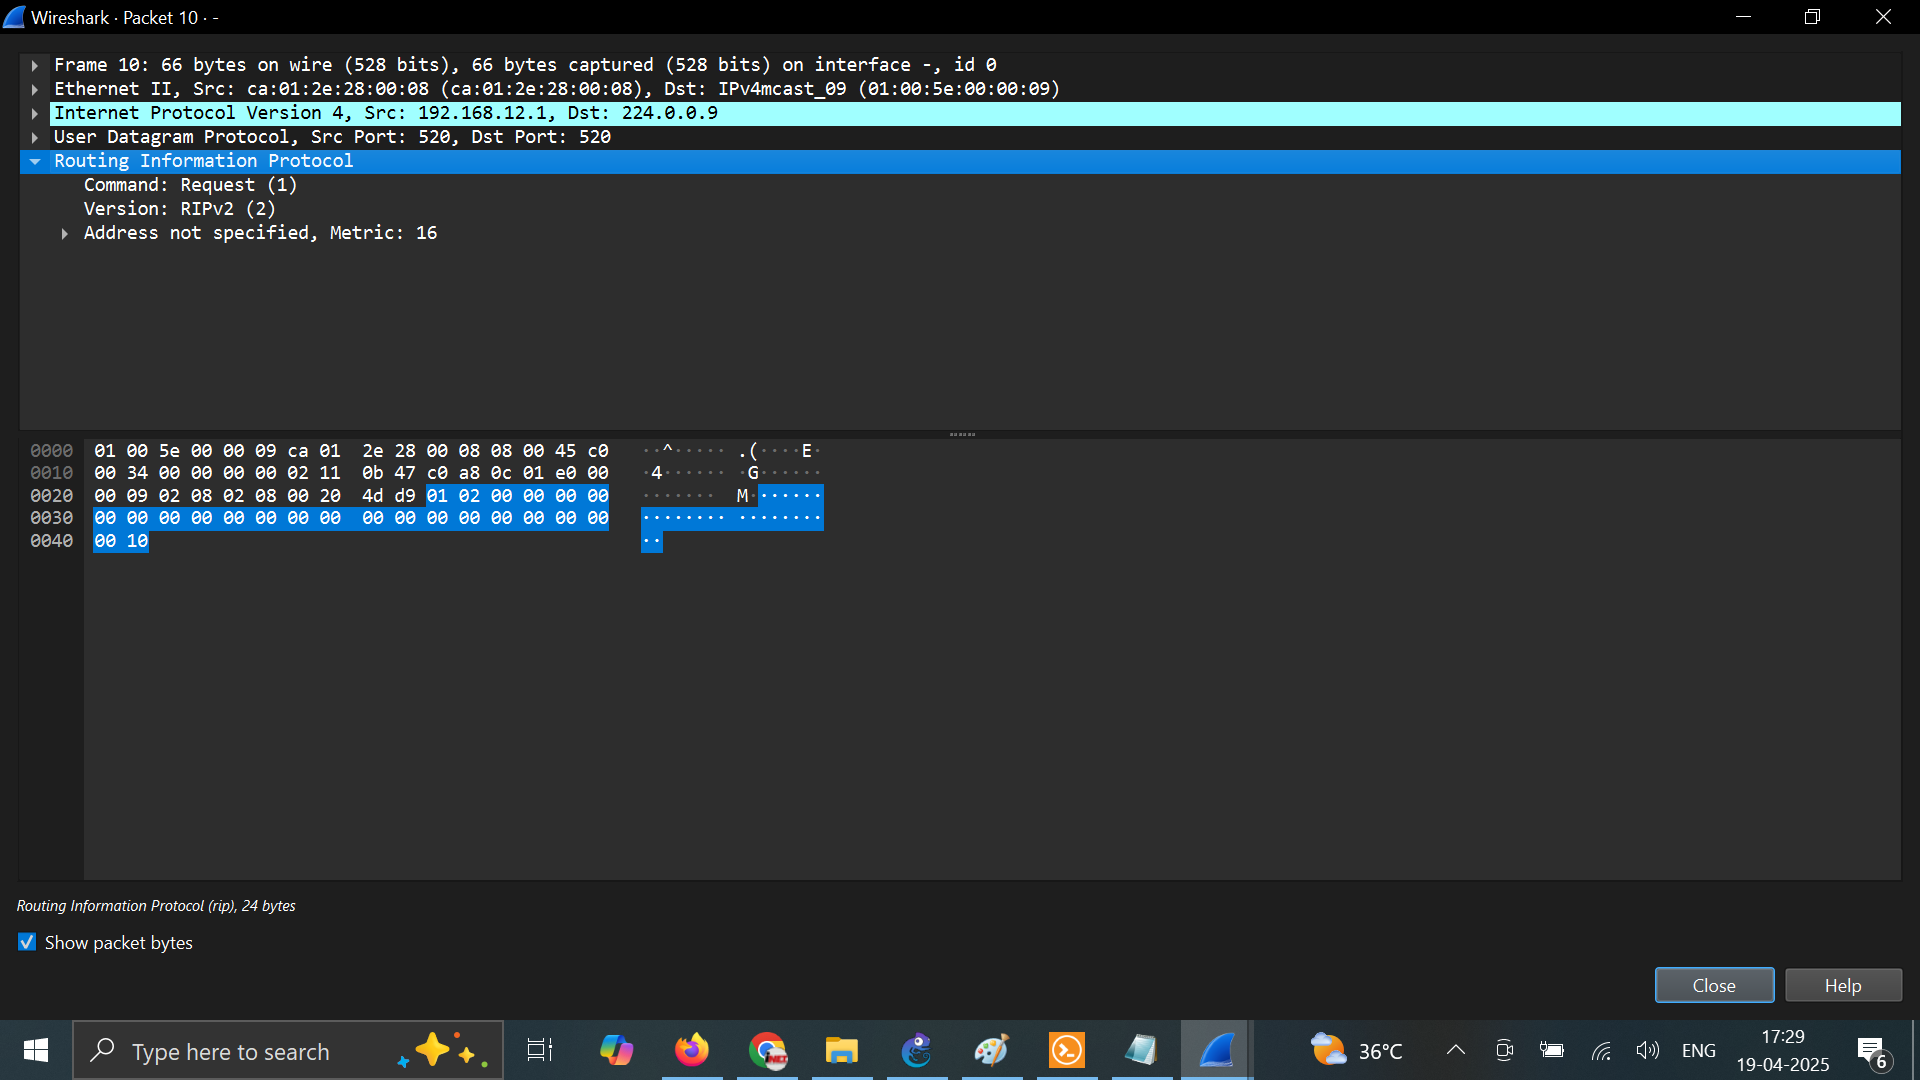 Wireshark · Packet 10 · -
Frame 10: 66 bytes on wire (528 bits), 66 bytes captured (528 bits) on interface -, id 0
Ethernet II, Src: ca:01:2e:28:00:08 (ca:01:2e:28:00:08), Dst: IPv4mcast_09 (01:00:5e:00:00:09)
Internet Protocol Version 4, Src: 192.168.12.1, Dst: 224.0.0.9
User Datagram Protocol, Src Port: 520, Dst Port: 520
Routing Information Protocol
Command: Request (1)
Version: RIPv2 (2)
Address not specified, Metric: 16
0000 01 00 5e 00 00 09 ca 01 2e 28 00 08 08 00 45 c0 ··^····· .(····E·
0010 00 34 00 00 00 00 02 11 0b 47 c0 a8 0c 01 e0 00 ·4······ ·G······
0020 00 09 02 08 02 08 00 20 4d d9 01 02 00 00 00 00 ······· M·······
0030 00 00 00 00 00 00 00 00 00 00 00 00 00 00 00 00 ········ ········
0040 00 10 ··
Routing Information Protocol (rip), 24 bytes
Show packet bytes
Close Help
Type here to search
36°C
ENG
17:29
19-04-2025
6